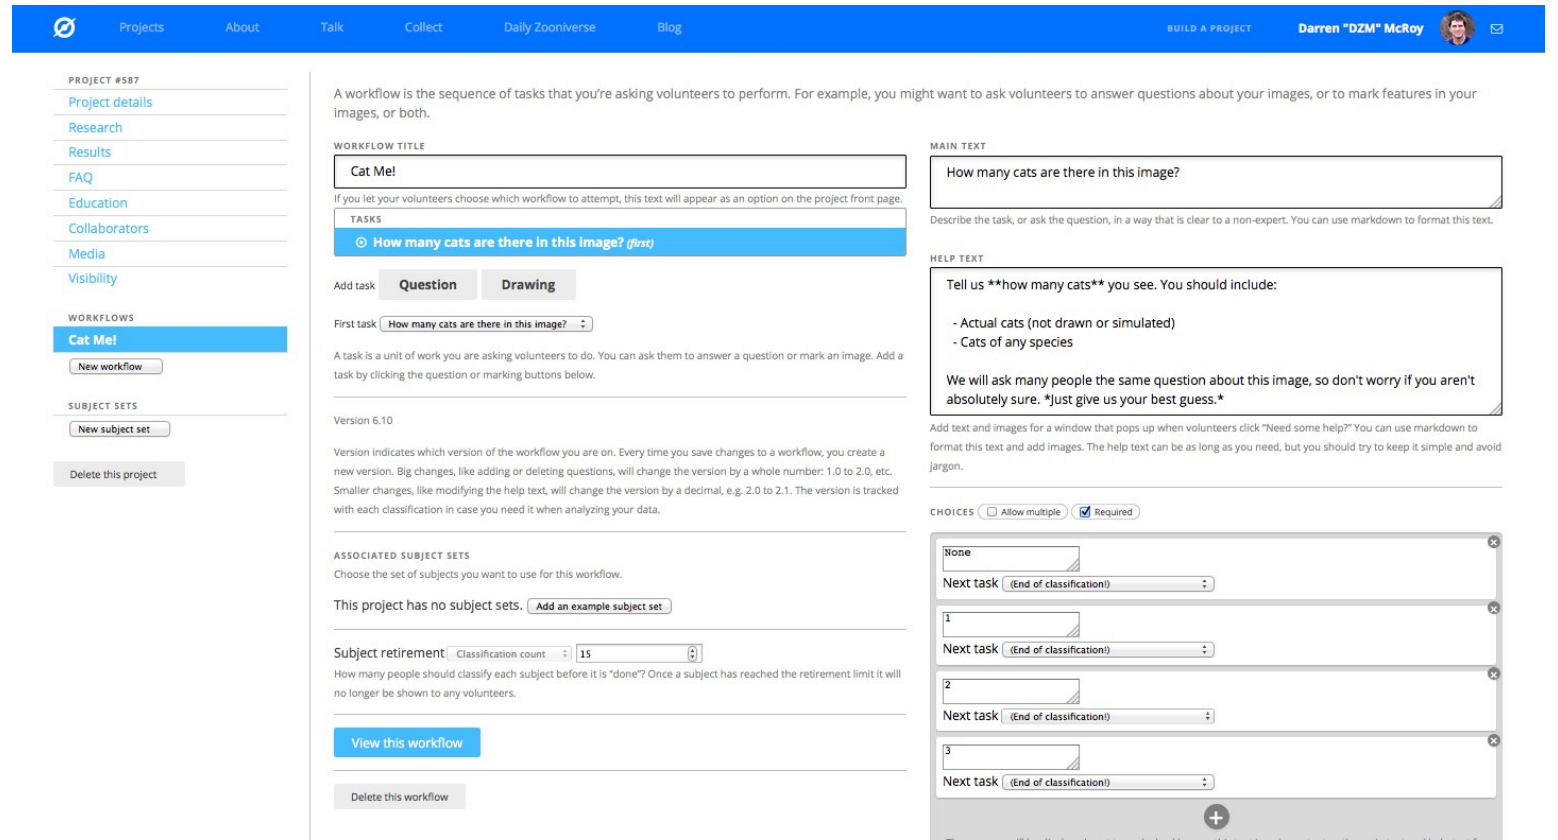 Projects
About
Talk
Collect
Daily Zooniverse
Blog
BUILD A PROJECT
Darren "DZM" McRoy
PROJECT #587
Project details
Research
Results
FAQ
Education
Collaborators
Media
Visibility
WORKFLOWS
Cat Me!
New workflow
SUBJECT SETS
New subject set
Delete this project
A workflow is the sequence of tasks that you're asking volunteers to perform. For example, you might want to ask volunteers to answer questions about your images, or to mark features in your
images, or both.
WORKFLOW TITLE
Cat Me!
If you let your volunteers choose which workflow to attempt, this text will appear as an option on the project front page.
TASKS
How many cats are there in this image? (first)
Add task Question Drawing
First task How many cats are there in this image?
A task is a unit of work you are asking volunteers to do. You can ask them to answer a question or mark an image. Add a
task by clicking the question or marking buttons below.
Version 6.10
Version indicates which version of the workflow you are on. Every time you save changes to a workflow, you create a
new version. Big changes, like adding or deleting questions, will change the version by a whole number: 1.0 to 2.0, etc.
Smaller changes, like modifying the help text, will change the version by a decimal, e.g. 2.0 to 2.1. The version is tracked
with each classification in case you need it when analyzing your data.
ASSOCIATED SUBJECT SETS
Choose the set of subjects you want to use for this workflow.
This project has no subject sets. Add an example subject set
Subject retirement Classification count 15
How many people should classify each subject before it is "done"? Once a subject has reached the retirement limit it will
no longer be shown to any volunteers.
View this workflow
Delete this workflow
MAIN TEXT
How many cats are there in this image?
Describe the task, or ask the question, in a way that is clear to a non-expert. You can use markdown to format this text.
HELP TEXT
Tell us **how many cats** you see. You should include:
- Actual cats (not drawn or simulated)
- Cats of any species
We will ask many people the same question about this image, so don't worry if you aren't
absolutely sure. *Just give us your best guess.*
Add text and images for a window that pops up when volunteers click "Need some help?" You can use markdown to
format this text and add images. The help text can be as long as you need, but you should try to keep it simple and avoid
jargon.
CHOICES Allow multiple Required
None
Next task (End of classification!)
1
Next task (End of classification!)
2
Next task (End of classification!)
3
Next task (End of classification!)